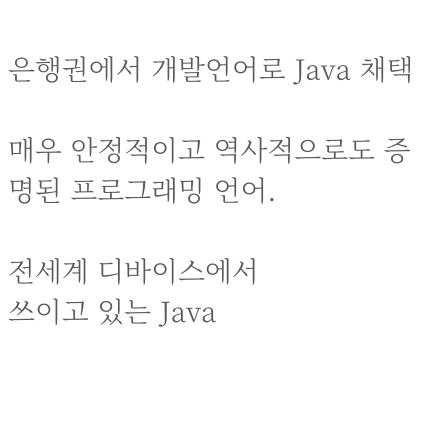 은행권에서 개발언어로 Java 채택
매우 안정적이고 역사적으로도 증
명된 프로그래밍 언어.
전세계 디바이스에서
쓰이고 있는 Java